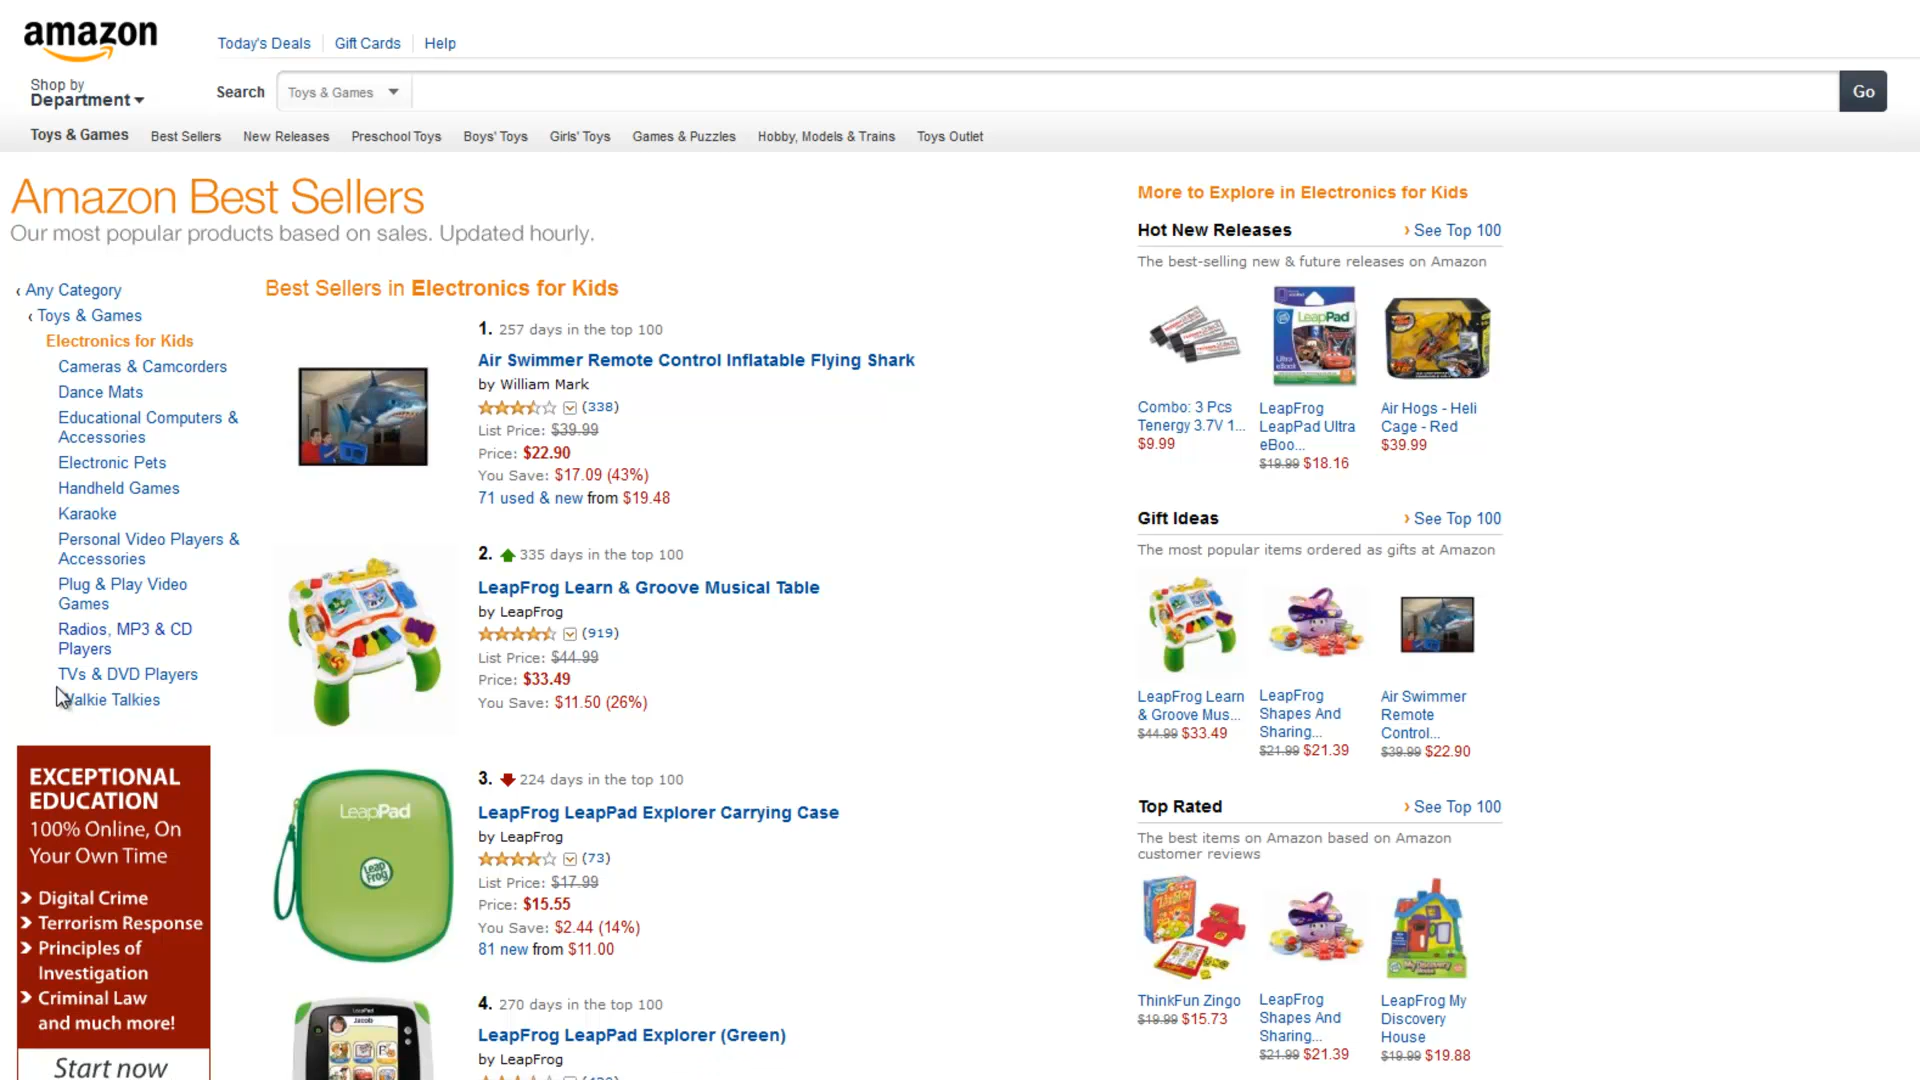 amazon
Today's Deals
Gift Cards
Help
Shop by
Department
Search
Toys & Games
Go
Toys & Games
Best Sellers
New Releases
Preschool Toys
Boys' Toys
Girls' Toys
Games & Puzzles
Hobby, Models & Trains
Toys Outlet
Amazon Best Sellers
Our most popular products based on sales. Updated hourly.
‹ Any Category
‹ Toys & Games
Electronics for Kids
Cameras & Camcorders
Dance Mats
Educational Computers &
Accessories
Electronic Pets
Handheld Games
Karaoke
Personal Video Players &
Accessories
Plug & Play Video
Games
Radios, MP3 & CD
Players
TVs & DVD Players
Walkie Talkies
EXCEPTIONAL
EDUCATION
100% Online, On
Your Own Time
Digital Crime
Terrorism Response
Principles of
Investigation
Criminal Law
and much more!
Start now
Best Sellers in Electronics for Kids
1. 257 days in the top 100
Air Swimmer Remote Control Inflatable Flying Shark
by William Mark
(338)
List Price: $39.99
Price: $22.90
You Save: $17.09 (43%)
71 used & new from $19.48
2. 335 days in the top 100
LeapFrog Learn & Groove Musical Table
by LeapFrog
(919)
List Price: $44.99
Price: $33.49
You Save: $11.50 (26%)
LeapPad
Leap
Frog
3. 224 days in the top 100
LeapFrog LeapPad Explorer Carrying Case
by LeapFrog
(73)
List Price: $17.99
Price: $15.55
You Save: $2.44 (14%)
81 new from $11.00
LeapPad
Jacob
4. 270 days in the top 100
LeapFrog LeapPad Explorer (Green)
by LeapFrog
More to Explore in Electronics for Kids
Hot New Releases
› See Top 100
The best-selling new & future releases on Amazon
LeapPad
Combo: 3 Pcs
Tenergy 3.7V 1...
$9.99
LeapFrog
LeapPad Ultra
eBoo...
$19.99 $18.16
Air Hogs - Heli
Cage - Red
$39.99
Gift Ideas
› See Top 100
The most popular items ordered as gifts at Amazon
LeapFrog Learn
& Groove Mus...
$44.99 $33.49
LeapFrog
Shapes And
Sharing...
$21.99 $21.39
Air Swimmer
Remote
Control...
$39.99 $22.90
Top Rated
› See Top 100
The best items on Amazon based on Amazon
customer reviews
ThinkFun Zingo
$19.99 $15.73
LeapFrog
Shapes And
Sharing...
$21.99 $21.39
LeapFrog My
Discovery
House
$19.99 $19.88